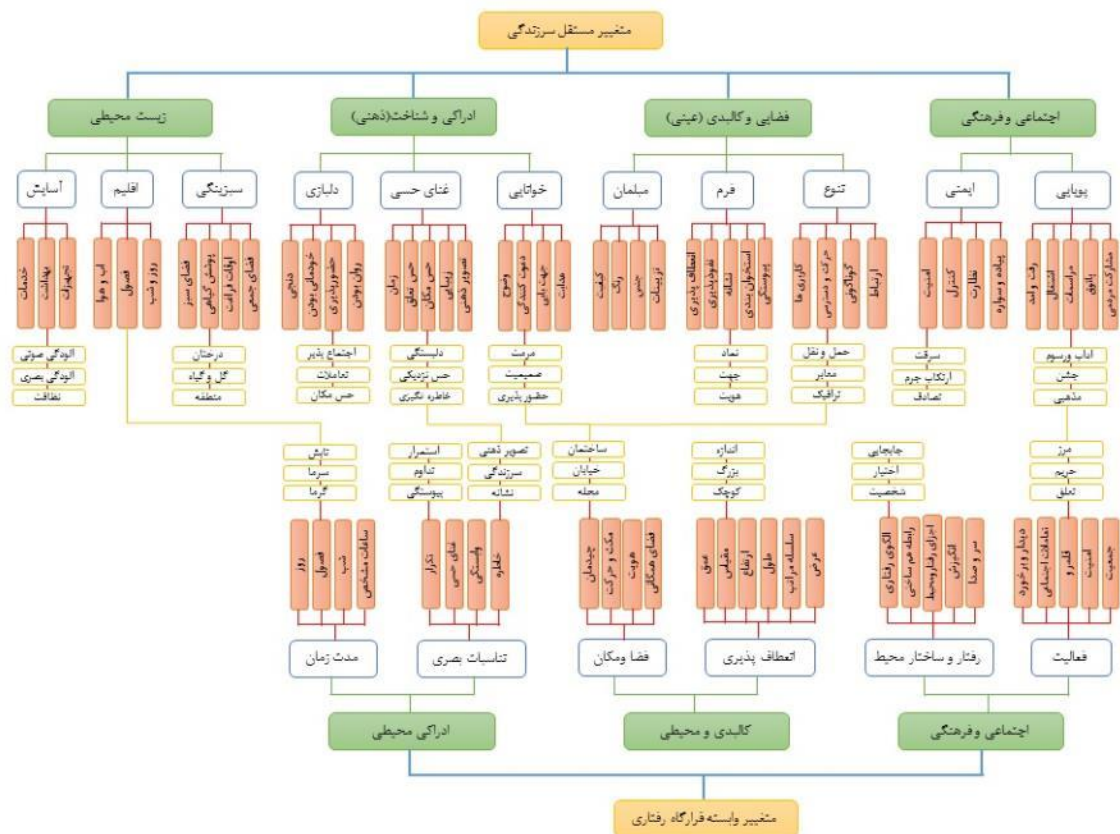 متغییر مستقل سرزندگی
اجتماعی و فرهنگی
فضایی و کالبدی (عینی)
ادراکی و شناخت(ذهنی)
زیست محیطی
پویایی
ایمنی
تنوع
فرم
مبلمان
خوانایی
غنای حسی
دلبازی
سبزینگی
اقلیم
آسایش
مشارکت مردمی
پاتوق
مراسمات
اشتغال
رفت و آمد
پیاده و سواره
نظارت
کنترل
امنیت
ارتباط
گوناگونی
حرکت و دسترسی
کاربری ها
پیوستگی
استخوان بندی
نشانه
نفوذپذیری
انعطاف پذیری
تزیینات
جنس
رنگ
کیفیت
هدایت
جهت یابی
دعوت کنندگی
وضوح
تصویر ذهنی
زیبایی
حس مکان
حس تعلق
زمان
روان بودن
حضورپذیری
خودمانی بودن
دنجی
فضای جمعی
اوقات فراغت
پوشش گیاهی
فضای سبز
روز و شب
فصول
آب و هوا
تجهیزات
بهداشت
خدمات
آداب ورسوم
جشن
مذهبی
سرقت
ارتکاب جرم
تصادف
حمل و نقل
معابر
ترافیک
نماد
جهت
هویت
مرمت
صمیمیت
حضور پذیری
دلبستگی
حس نزدیکی
خاطره انگیزی
اجتماع پذیر
تعاملات
حس مکان
درختان
گل و گیاه
منطقه
آلودگی صوتی
آلودگی بصری
نظافت
مرز
حریم
تعلق
جابجایی
اختیار
شخصیت
اندازه
بزرگ
کوچک
ساختمان
خیابان
محله
تصویر ذهنی
سرزندگی
نشانه
استمرار
تداوم
پیوستگی
تابش
سرما
گرما
جمعیت
امنیت
قلمرو
تعاملات اجتماعی
دیدار و برخورد
سر و صدا
انگیزش
اجزای رفتارومحیط
رابطه هم ساختی
الگوی رفتاری
عرض
سلسله مراتب
طول
ارتفاع
مقیاس
عمق
فضای همگانی
هویت
مکث و حرکت
چیدمان
خاطره
وابستگی
غنای حسی
تکرار
ساعات مشخص
شب
فصول
روز
فعالیت
رفتار و ساختار محیط
انعطاف پذیری
فضا ومکان
تناسبات بصری
مدت زمان
اجتماعی و فرهنگی
کالبدی و محیطی
ادراکی محیطی
متغییر وابسته قرارگاه رفتاری